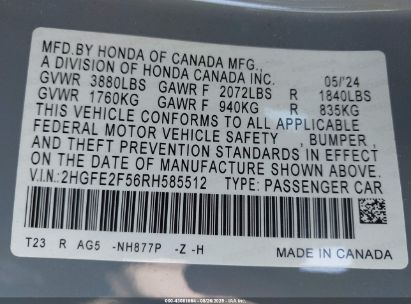 MFD.BY HONDA OF CANADA MFG.,
A DIVISION OF HONDA CANADA INC. 05/'24
GVWR 3880LBS GAWR F 2072LBS R 1840LBS
GVWR 1760KG GAWR F 940KG R 835KG
THIS VEHICLE CONFORMS TO ALL APPLICABLE
FEDERAL MOTOR VEHICLE SAFETY , BUMPER ,
AND THEFT PREVENTION STANDARDS IN EFFECT
ON THE DATE OF MANUFACTURE SHOWN ABOVE.
V.I.N.:2HGFE2F56RH585512 TYPE: PASSENGER CAR
T23 R AG5 -NH877P -Z -H MADE IN CANADA